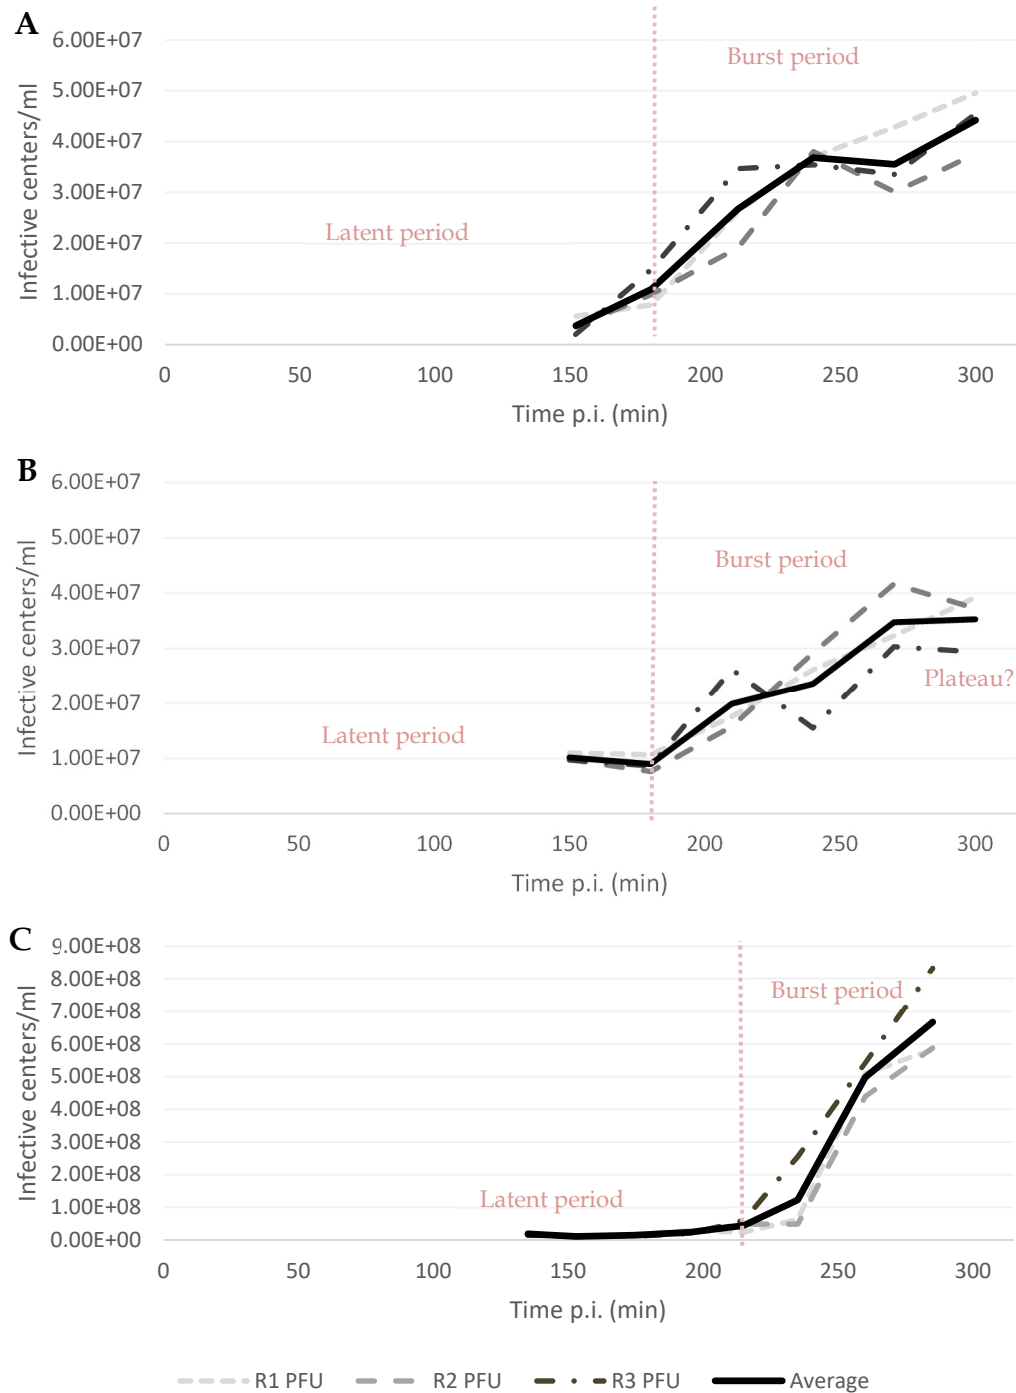 A
6.00E+07
Burst period
5.00E+07
4.00E+07
3.00E+07
Latent period
2.00E+07
1.00E+07
0.00E+00
Infective centers/ml
0 50 100 150 200 250 300
Time p.i. (min)
B
6.00E+07
5.00E+07
Burst period
4.00E+07
3.00E+07
Plateau?
2.00E+07
Latent period
1.00E+07
0.00E+00
Infective centers/ml
0 50 100 150 200 250 300
Time p.i. (min)
C
9.00E+08
8.00E+08
Burst period
7.00E+08
6.00E+08
5.00E+08
4.00E+08
3.00E+08
2.00E+08
Latent period
1.00E+08
0.00E+00
Infective centers/ml
0 50 100 150 200 250 300
Time p.i. (min)
R1 PFU R2 PFU R3 PFU Average